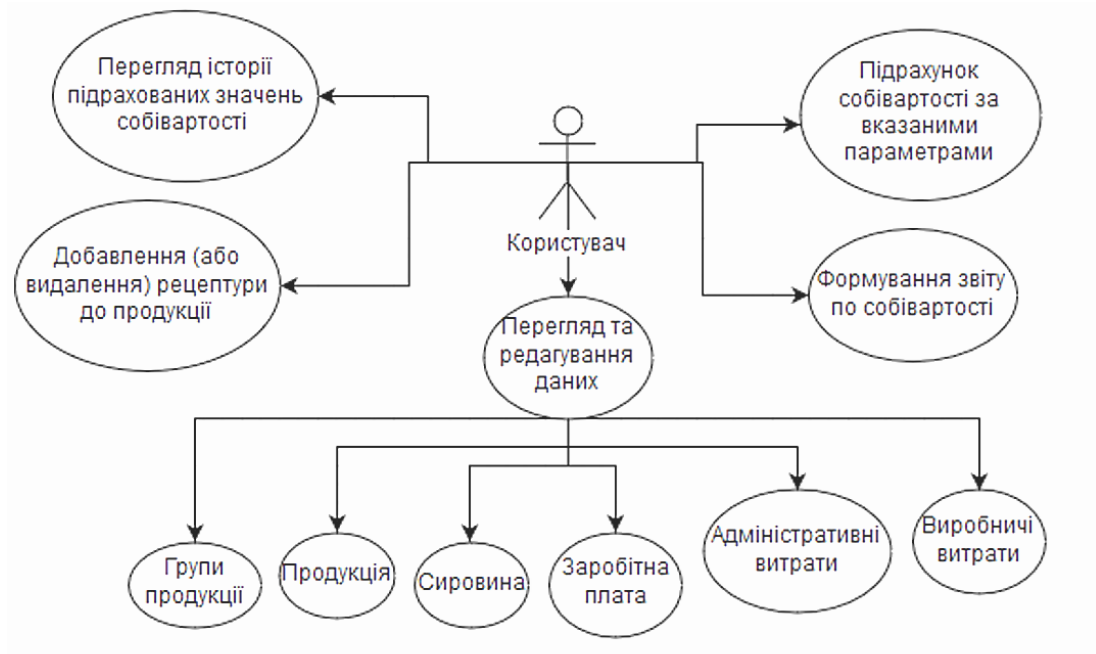 Перегляд історії
підрахованих значень
собівартості
Підрахунок
собівартості за
вказаними
параметрами
Користувач
Добавлення (або
видалення) рецептури
до продукції
Формування звіту
по собівартості
Перегляд та
редагування
даних
Групи
продукції
Продукція
Сировина
Заробітна
плата
Адміністративні
витрати
Виробничі
витрати